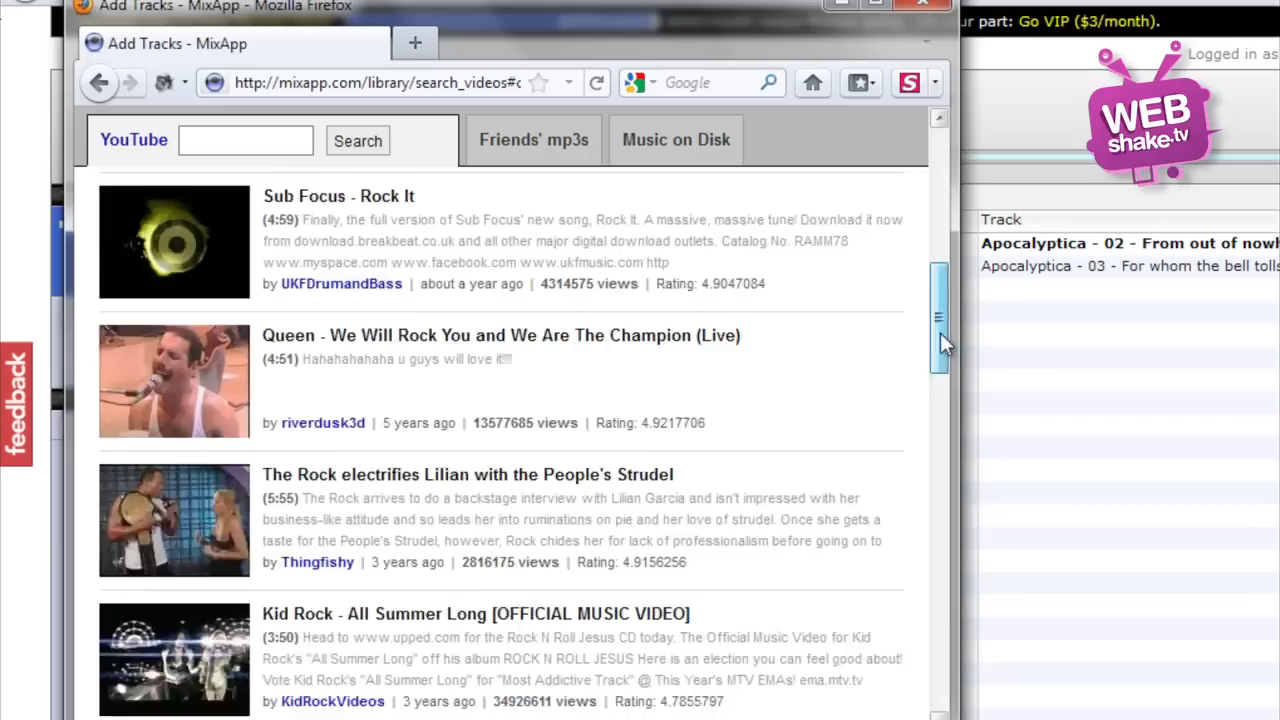 Add Tracks - MixApp - Mozilla Firefox
ur part: Go VIP ($3/month).
Add Tracks - MixApp
Logged in as
WEB
shake.tv
http://mixapp.com/library/search_videos#c
Google
S
YouTube
Search
Friends' mp3s
Music on Disk
Sub Focus - Rock It
(4:59) Finally, the full version of Sub Focus' new song, Rock It. A massive, massive tune! Download it now
from download.breakbeat.co.uk and all other major digital download outlets. Catalog No. RAMM78
www.myspace.com www.facebook.com www.ukfmusic.com http
by UKFDrumandBass | about a year ago | 4314575 views | Rating: 4.9047084
Track
Apocalyptica - 02 - From out of nowh
Apocalyptica - 03 - For whom the bell tolls
Queen - We Will Rock You and We Are The Champion (Live)
(4:51) Hahahahahaha u guys will love it!!!!
by riverdusk3d | 5 years ago | 13577685 views | Rating: 4.9217706
feedback
The Rock electrifies Lilian with the People's Strudel
(5:55) The Rock arrives to do a backstage interview with Lilian Garcia and isn't impressed with her
business-like attitude and so leads her into ruminations on pie and her love of strudel. Once she gets a
taste for the People's Strudel, however, Rock chides her for lack of professionalism before going on to
by Thingfishy | 3 years ago | 2816175 views | Rating: 4.9156256
Kid Rock - All Summer Long [OFFICIAL MUSIC VIDEO]
(3:50) Head to www.upped.com for the Rock N Roll Jesus CD today. The Official Music Video for Kid
Rock's "All Summer Long" off his album ROCK N ROLL JESUS Here is an election you can feel good about!
Vote Kid Rock's "All Summer Long" for "Most Addictive Track" @ This Year's MTV EMAs! ema.mtv.tv
by KidRockVideos | 3 years ago | 34926611 views | Rating: 4.7855797